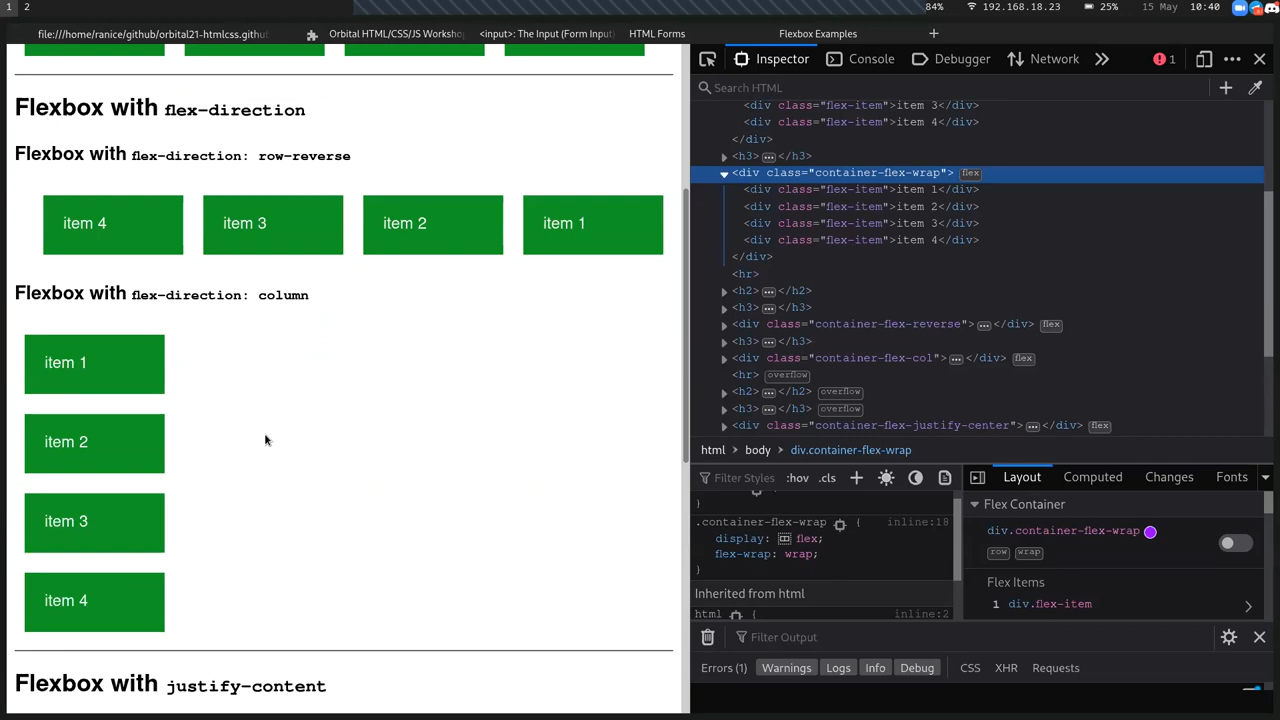 1 2 84% 192.168.18.23 25% 15 May 10:40
file:///home/ranice/github/orbital21-htmlcss.github Orbital HTML/CSS/JS Worksho <input>: The Input (Form Input) HTML Forms Flexbox Examples
Inspector Console Debugger Network 1
Search HTML
<div class="flex-item">item 3</div>
<div class="flex-item">item 4</div>
</div>
<h3> </h3>
<div class="container-flex-wrap"> flex
<div class="flex-item">item 1</div>
<div class="flex-item">item 2</div>
<div class="flex-item">item 3</div>
<div class="flex-item">item 4</div>
</div>
<hr>
<h2> </h2>
<h3> </h3>
<div class="container-flex-reverse"> </div> flex
<h3> </h3>
<div class="container-flex-col"> </div> flex
<hr> overflow
<h2> </h2> overflow
<h3> </h3> overflow
<div class="container-flex-justify-center"> </div> flex
html body div.container-flex-wrap
Filter Styles :hov .cls
Layout Computed Changes Fonts
}
.container-flex-wrap { inline:18
display: flex;
flex-wrap: wrap;
}
Inherited from html
html { inline:2
Flex Container
div.container-flex-wrap
row wrap
Flex Items
1 div.flex-item
Filter Output
Errors (1) Warnings Logs Info Debug CSS XHR Requests
Flexbox with flex-direction
Flexbox with flex-direction: row-reverse
item 4 item 3 item 2 item 1
Flexbox with flex-direction: column
item 1
item 2
item 3
item 4
Flexbox with justify-content